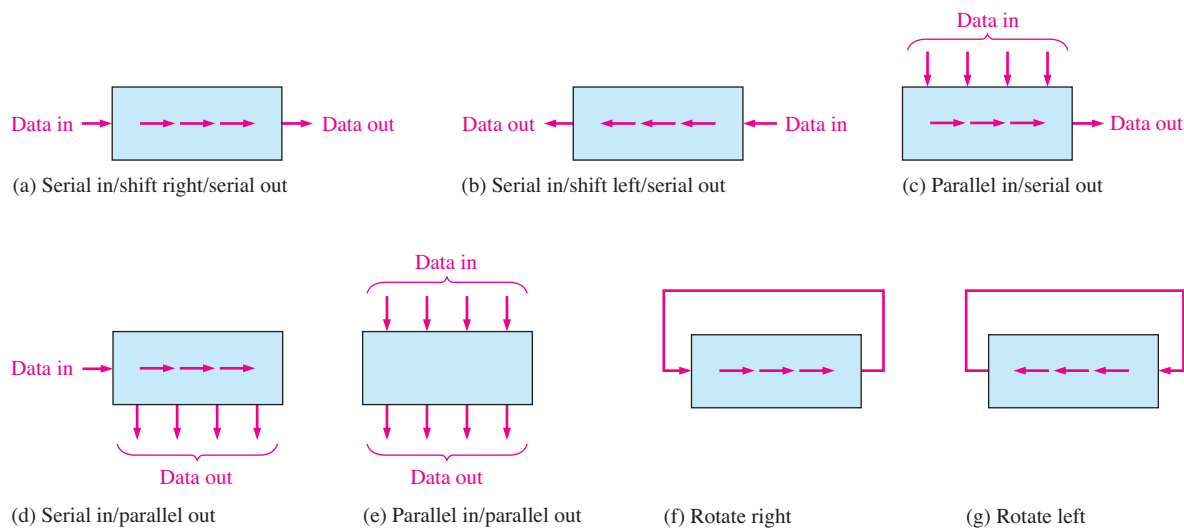 Data in
Data in
Data out
Data out
Data in
Data out
(a) Serial in/shift right/serial out
(b) Serial in/shift left/serial out
(c) Parallel in/serial out
Data in
Data in
Data out
Data out
(d) Serial in/parallel out
(e) Parallel in/parallel out
(f) Rotate right
(g) Rotate left